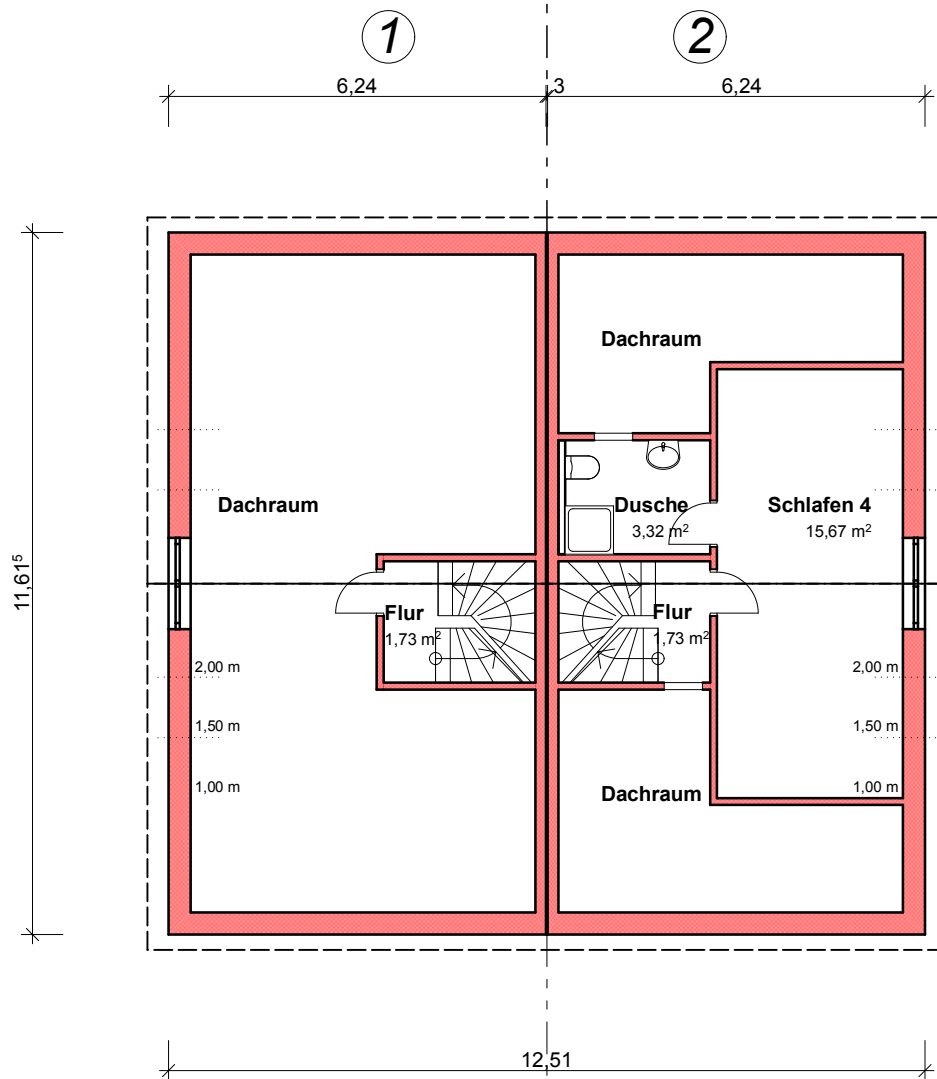 1
2
6,24
3
6,24
Dachraum
Dachraum
Dusche
3,32 m²
Schlafen 4
15,67 m²
11,61⁵
Flur
1,73 m²
Flur
1,73 m²
2,00 m
2,00 m
1,50 m
1,50 m
1,00 m
1,00 m
Dachraum
12,51